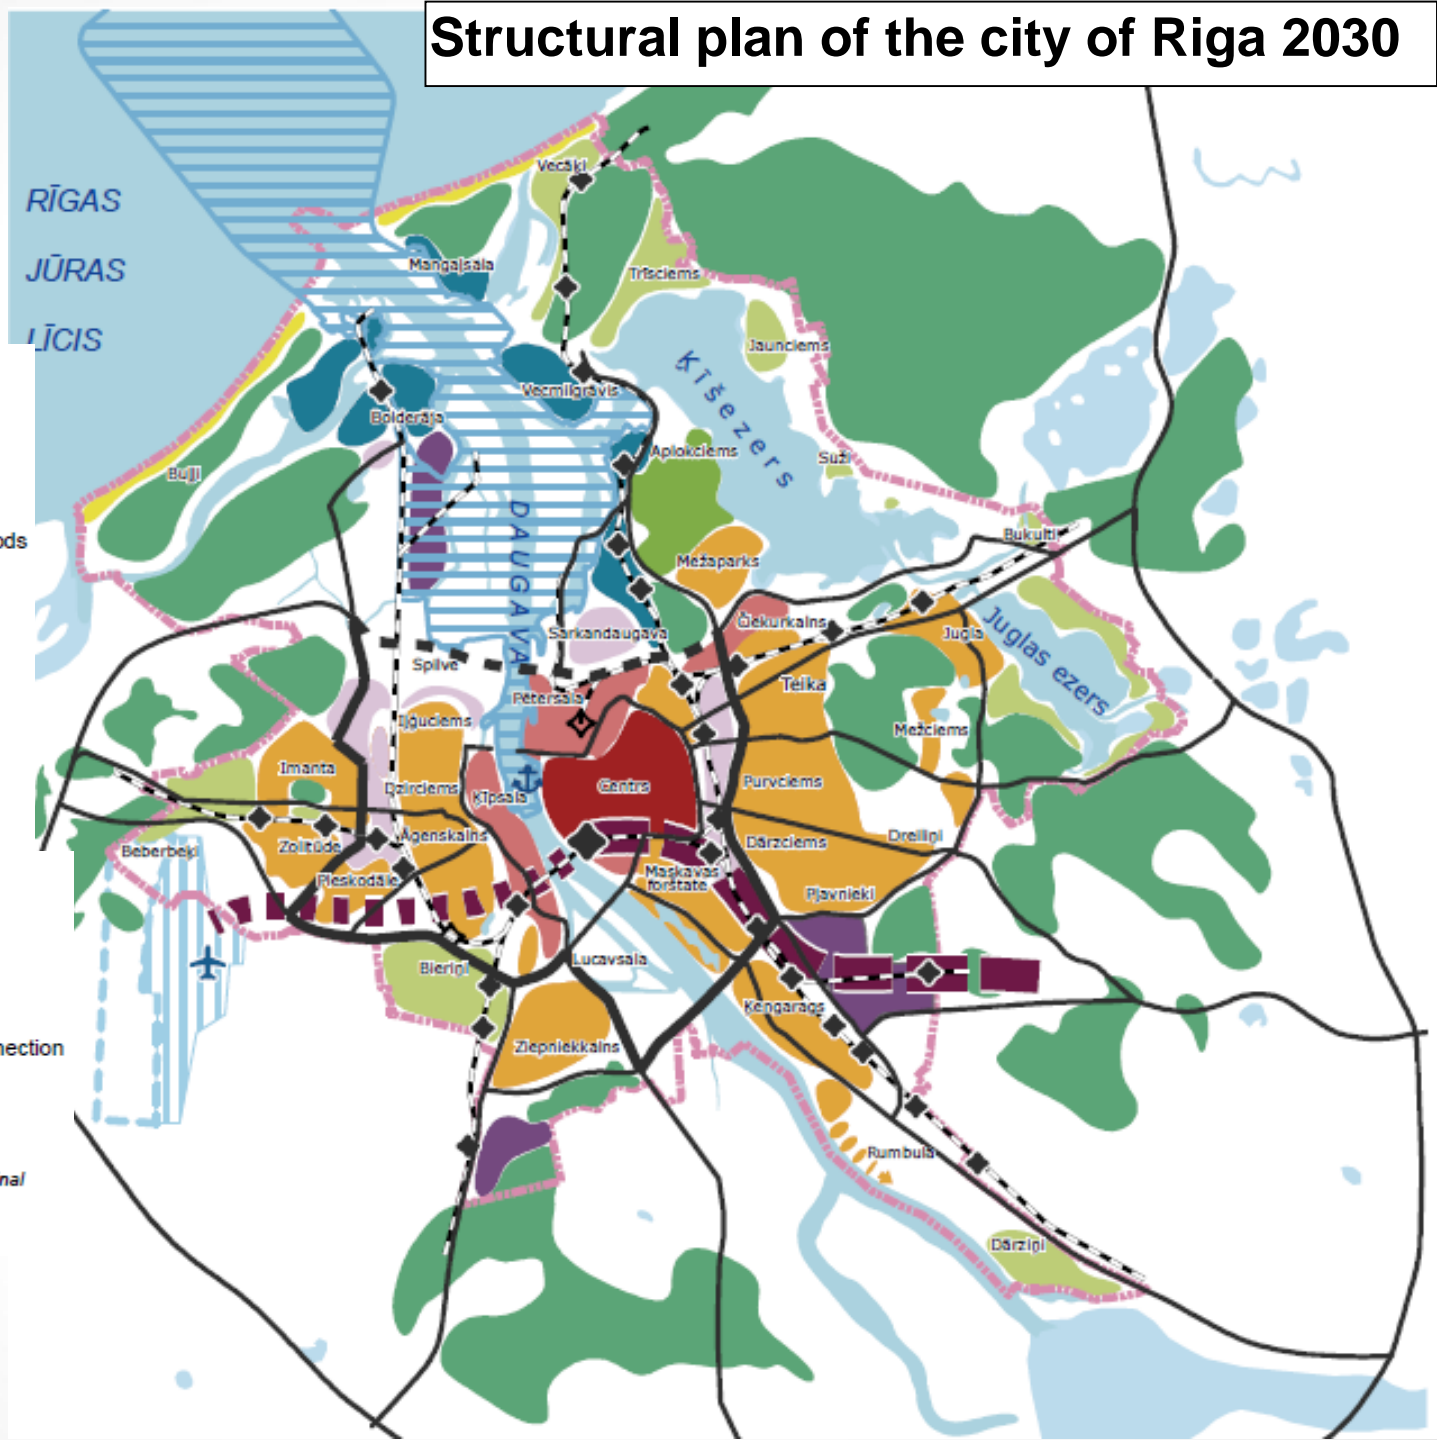 Structural plan of the city of Riga 2030
RĪGAS
JŪRAS
LĪCIS
Vecāķi
Mangaļsala
Trīsciems
Jaunciems
Ķīšezers
Vecmīlgrāvis
Bolderāja
Aplokciems
Suži
Buļļi
DAUGAVA
ods
Bukulti
Mežaparks
Čiekurkalns
Sarkandaugava
Jugla
Juglas ezers
Spilve
Teika
Pētersala
Iļģuciems
Mežciems
Imanta
Purvciems
Centrs
Dzirciems
Ķīpsala
Āgenskalns
Dreiliņi
Zolitūde
Dārzciems
Beberbeķi
Maskavas
forštate
Pleskodāle
Pļavnieki
Lucavsala
Bieriņi
Ķengarags
Ziepniekkalns
nection
Rumbula
nal
Dārziņi